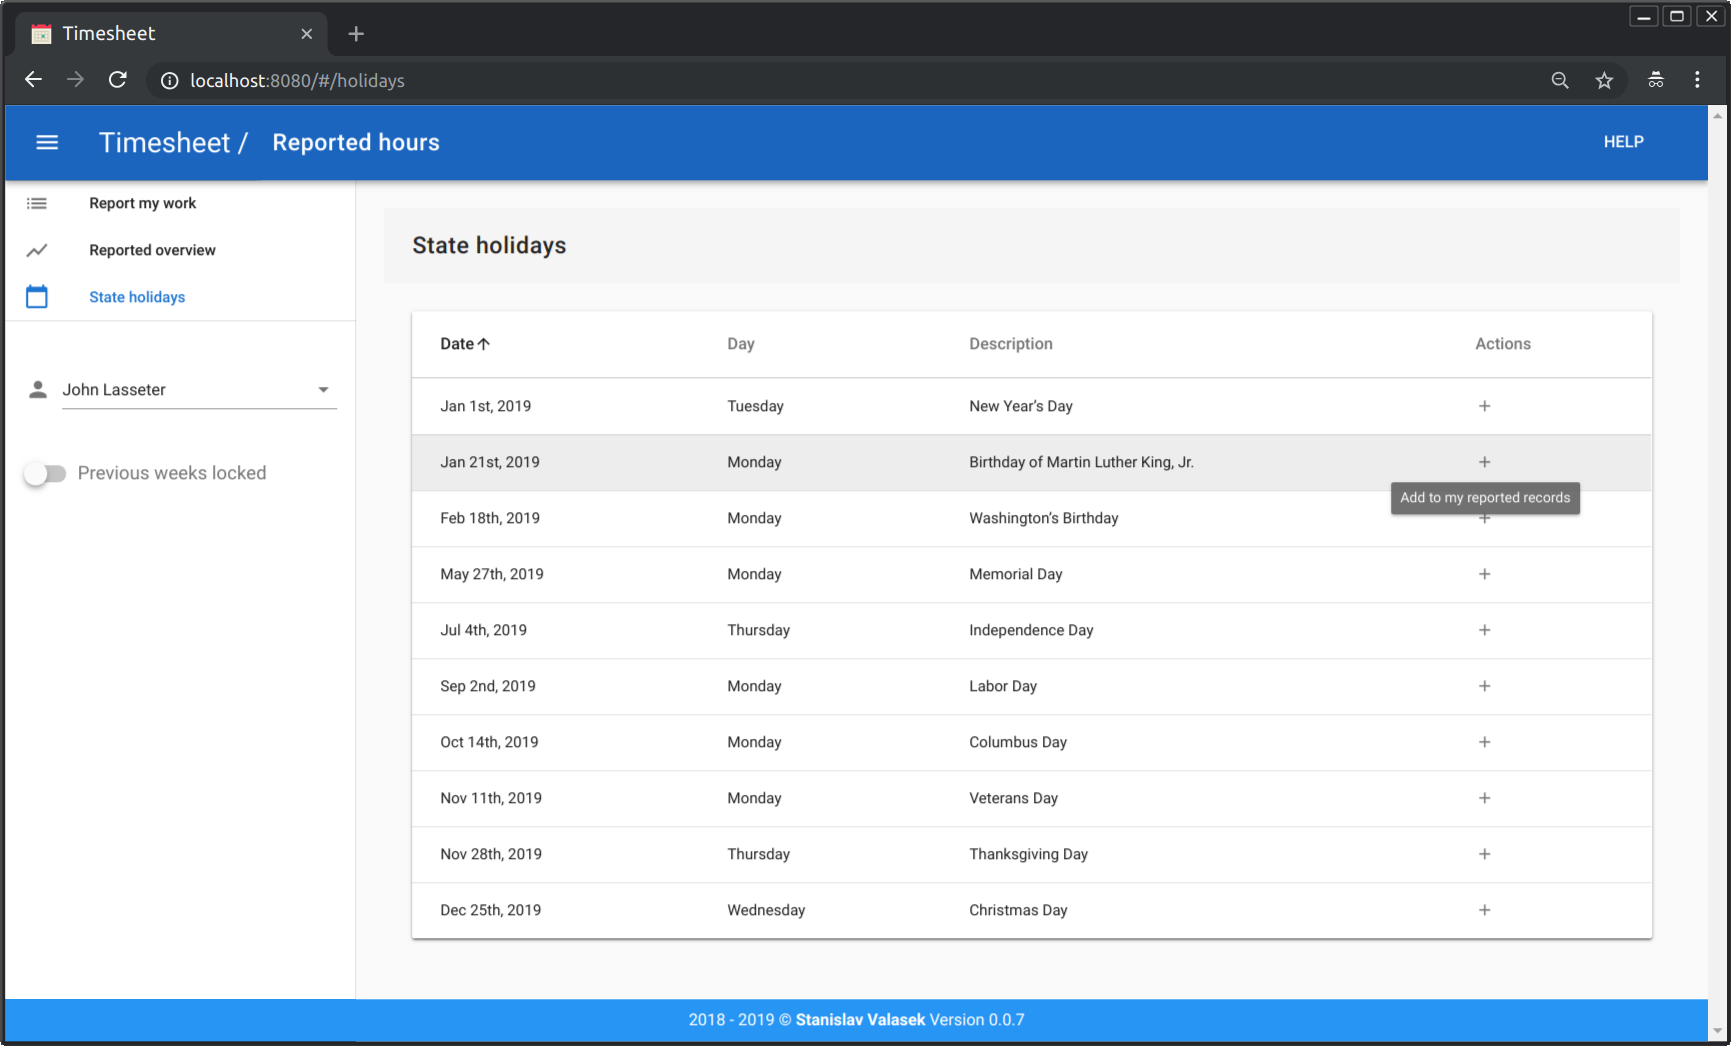 Timesheet
localhost:8080/#/holidays
Timesheet / Reported hours HELP
Report my work
Reported overview
State holidays
John Lasseter
Previous weeks locked
State holidays
Date Day Description Actions
Jan 1st, 2019 Tuesday New Year’s Day +
Jan 21st, 2019 Monday Birthday of Martin Luther King, Jr. +
Add to my reported records
Feb 18th, 2019 Monday Washington’s Birthday +
May 27th, 2019 Monday Memorial Day +
Jul 4th, 2019 Thursday Independence Day +
Sep 2nd, 2019 Monday Labor Day +
Oct 14th, 2019 Monday Columbus Day +
Nov 11th, 2019 Monday Veterans Day +
Nov 28th, 2019 Thursday Thanksgiving Day +
Dec 25th, 2019 Wednesday Christmas Day +
2018 - 2019 © Stanislav Valasek Version 0.0.7